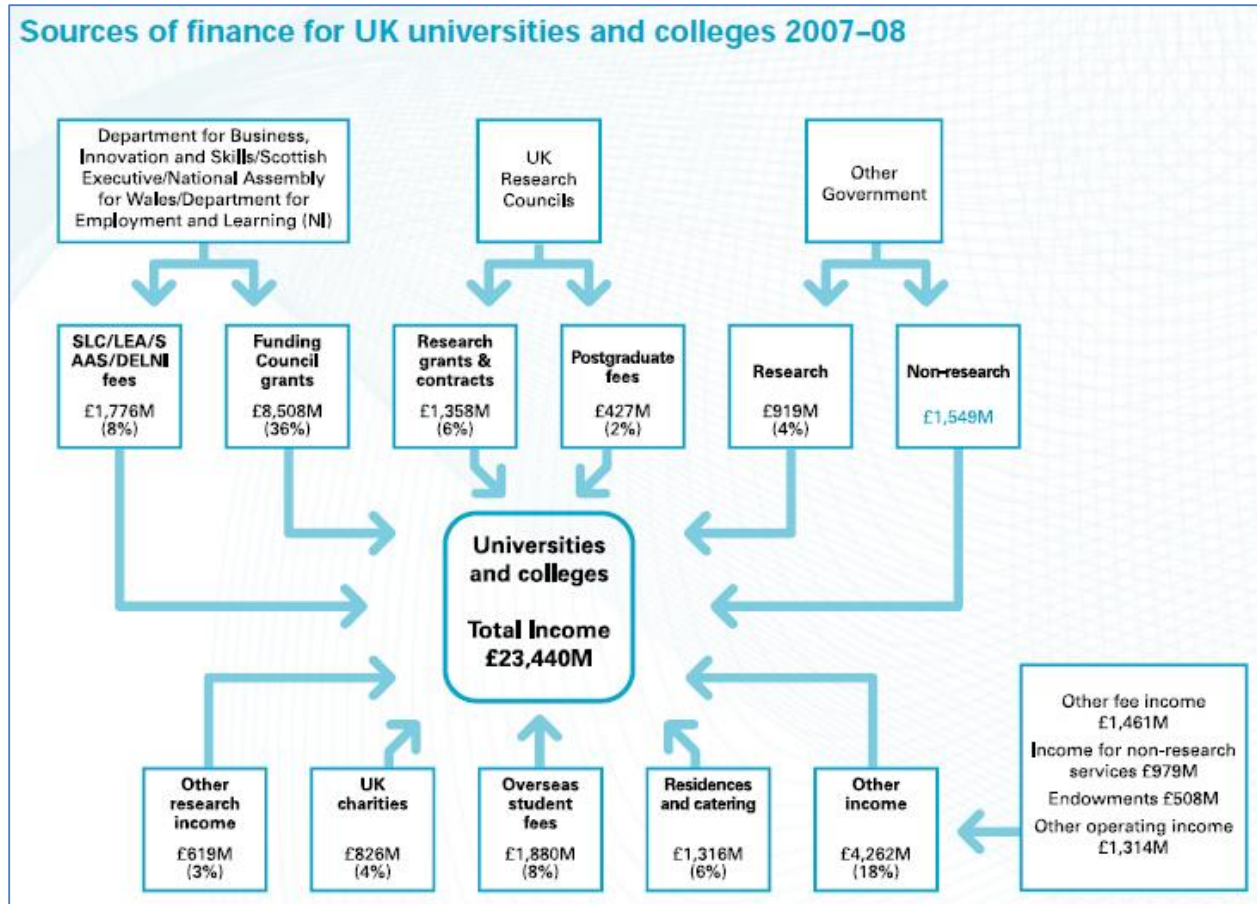 Sources of finance for UK universities and colleges 2007–08
Department for Business,
Innovation and Skills/Scottish
Executive/National Assembly
for Wales/Department for
Employment and Learning (NI)
UK
Research
Councils
Other
Government
SLC/LEA/S
AAS/DELNI
fees
£1,776M
(8%)
Funding
Council
grants
£8,508M
(36%)
Research
grants &
contracts
£1,358M
(6%)
Postgraduate
fees
£427M
(2%)
Research
£919M
(4%)
Non-research
£1,549M
Universities
and colleges
Total Income
£23,440M
Other
research
income
£619M
(3%)
UK
charities
£826M
(4%)
Overseas
student
fees
£1,880M
(8%)
Residences
and catering
£1,316M
(6%)
Other
income
£4,262M
(18%)
Other fee income
£1,461M
Income for non-research
services £979M
Endowments £508M
Other operating income
£1,314M